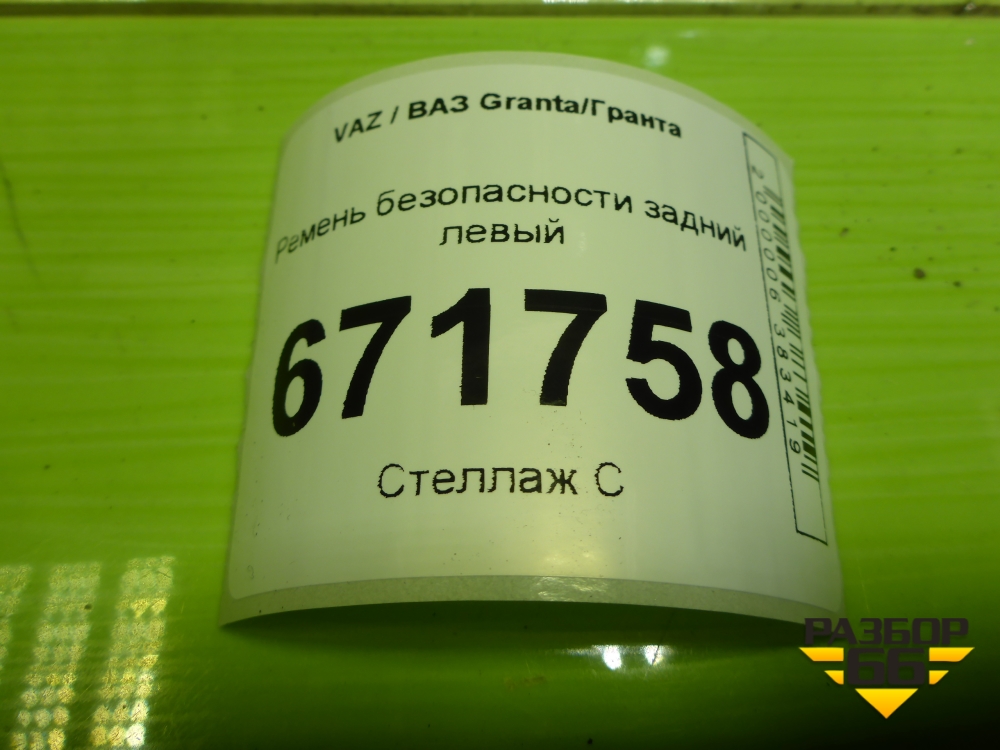 VAZ / ВАЗ Granta/Гранта
Ремень безопасности задний
левый
671758
Стеллаж С
2000006383419
РАЗБОР
66